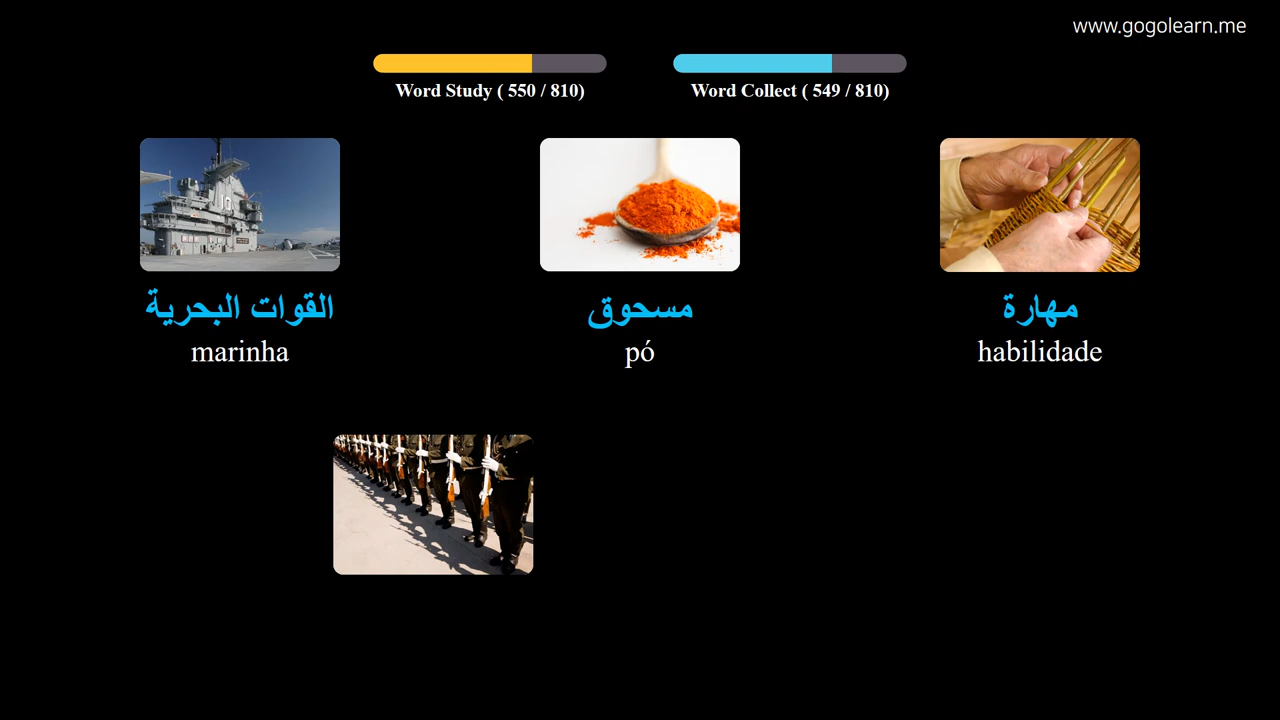 www.gogolearn.me
Word Study ( 550 / 810)
Word Collect ( 549 / 810)
القوات البحرية
marinha
مسحوق
pó
مهارة
habilidade